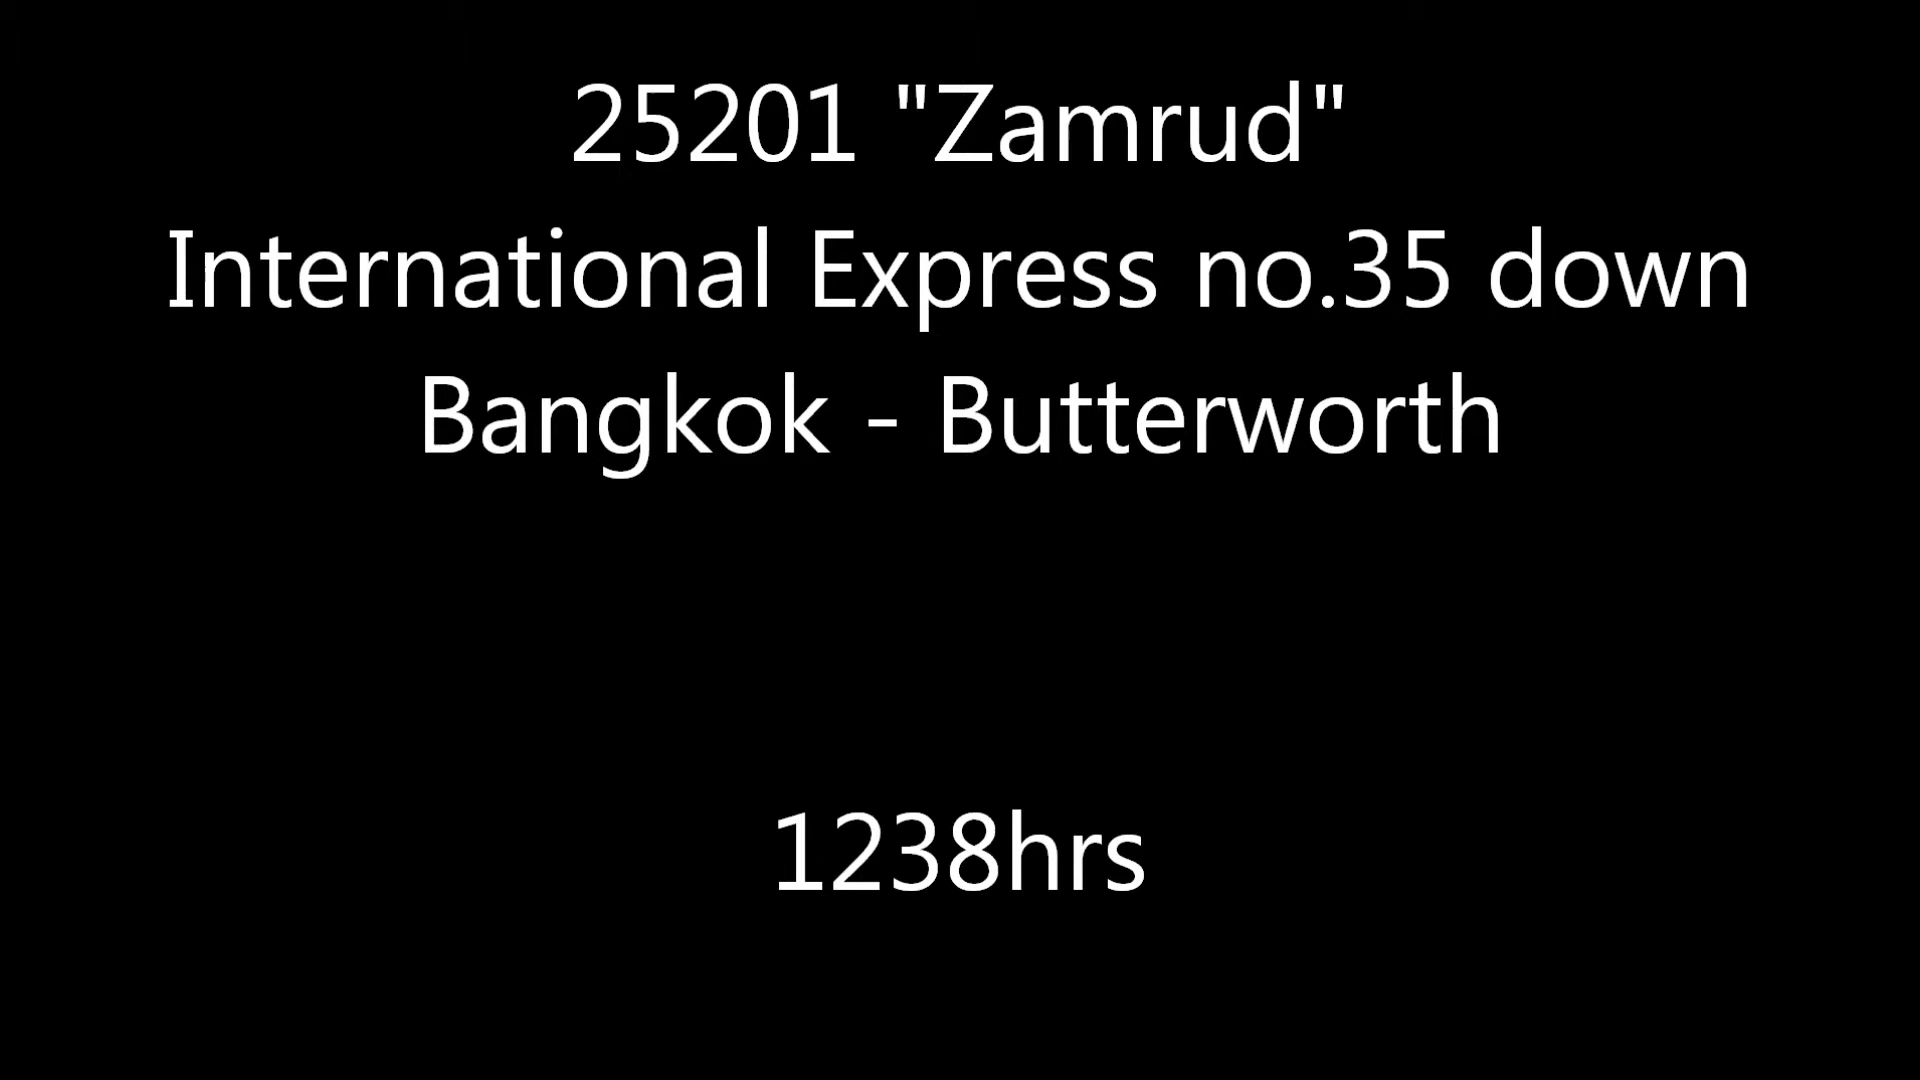 25201 "Zamrud"
International Express no.35 down
Bangkok - Butterworth
1238hrs